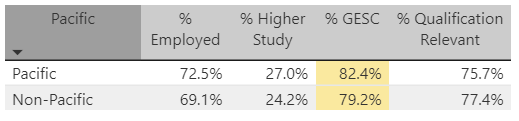 Pacific % Employed % Higher Study % GESC % Qualification Relevant
Pacific 72.5% 27.0% 82.4% 75.7%
Non-Pacific 69.1% 24.2% 79.2% 77.4%